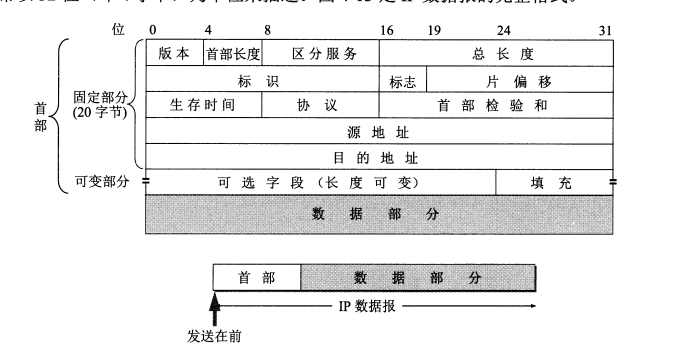 位 0 4 8 16 19 24 31
版本 首部长度 区分服务 总长度
标识 标志 片偏移
首部 固定部分 (20字节) 生存时间 协议 首部检验和
源地址
目的地址
可变部分 可选字段（长度可变） 填充
数据部分
首部 数据部分
IP数据报
发送在前